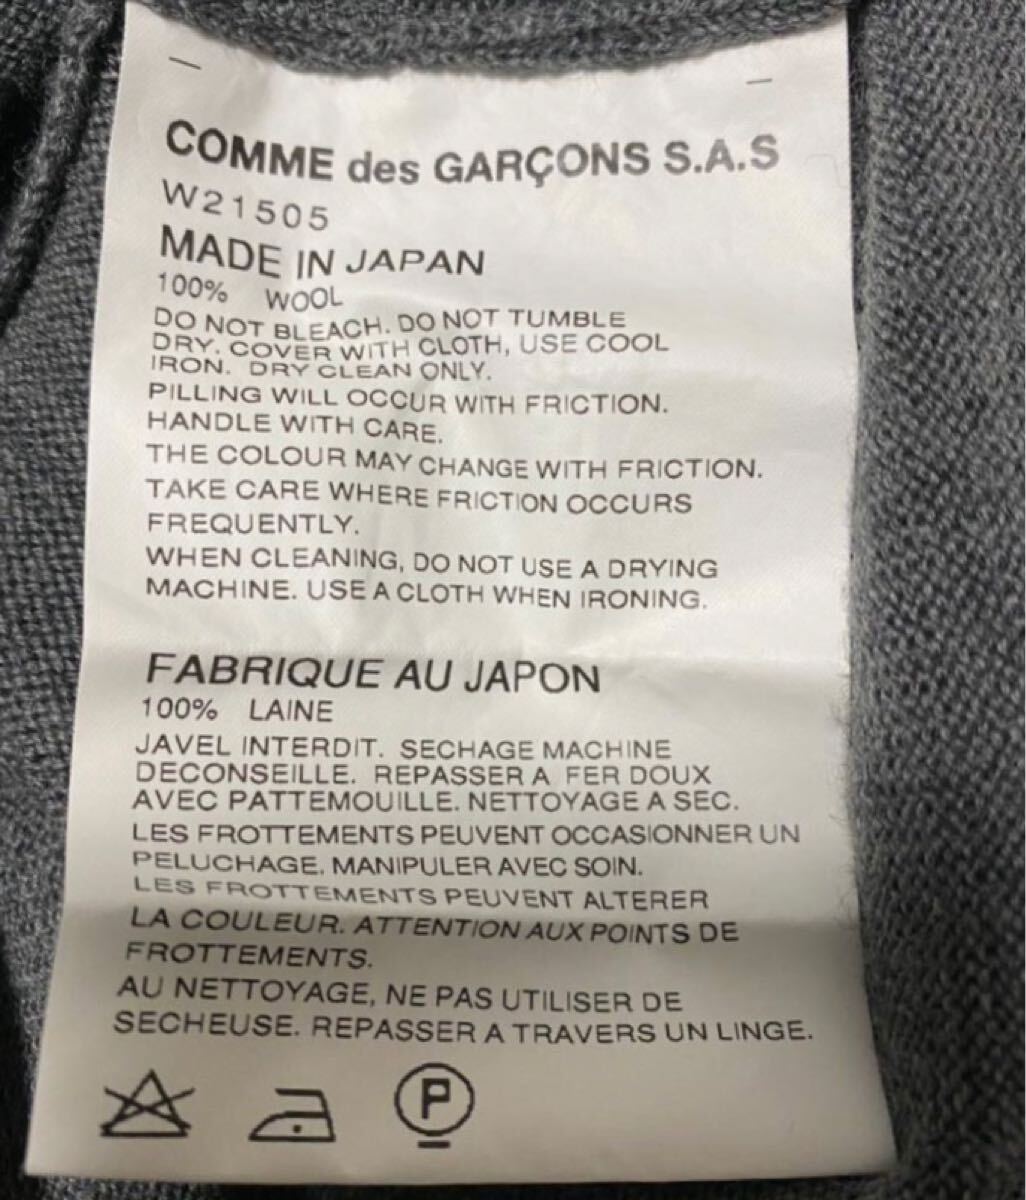 COMME des GARÇONS S.A.S
W21505
MADE IN JAPAN
100% WOOL
DO NOT BLEACH. DO NOT TUMBLE
DRY. COVER WITH CLOTH, USE COOL
IRON. DRY CLEAN ONLY.
PILLING WILL OCCUR WITH FRICTION.
HANDLE WITH CARE.
THE COLOUR MAY CHANGE WITH FRICTION.
TAKE CARE WHERE FRICTION OCCURS
FREQUENTLY.
WHEN CLEANING, DO NOT USE A DRYING
MACHINE. USE A CLOTH WHEN IRONING.
FABRIQUE AU JAPON
100% LAINE
JAVEL INTERDIT. SECHAGE MACHINE
DECONSEILLE. REPASSER A FER DOUX
AVEC PATTEMOUILLE. NETTOYAGE A SEC.
LES FROTTEMENTS PEUVENT OCCASIONNER UN
PELUCHAGE. MANIPULER AVEC SOIN.
LES FROTTEMENTS PEUVENT ALTERER
LA COULEUR. ATTENTION AUX POINTS DE
FROTTEMENTS.
AU NETTOYAGE, NE PAS UTILISER DE
SECHEUSE. REPASSER A TRAVERS UN LINGE.
P